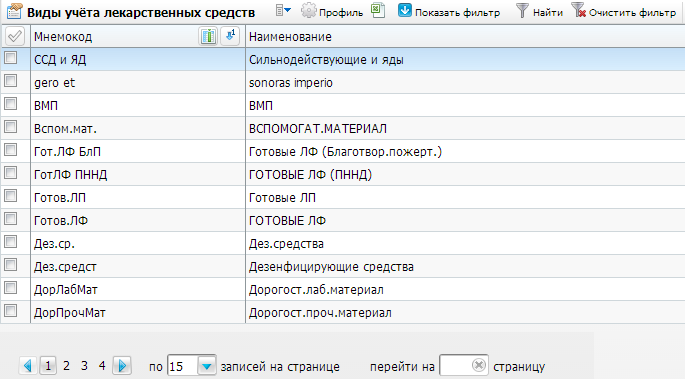 Виды учёта лекарственных средств Профиль Показать фильтр Найти Очистить фильтр
Мнемокод Наименование
ССД и ЯД Сильнодействующие и яды
gero et sonoras imperio
ВМП ВМП
Вспом.мат. ВСПОМОГАТ.МАТЕРИАЛ
Гот.ЛФ БлП Готовые ЛФ (Благотвор.пожерт.)
ГотЛФ ПННД ГОТОВЫЕ ЛФ (ПННД)
Готов.ЛП Готовые ЛП
Готов.ЛФ ГОТОВЫЕ ЛФ
Дез.ср. Дез.средства
Дез.средст Дезенфицирующие средства
ДорЛабМат Дорогост.лаб.материал
ДорПрочМат Дорогост.проч.материал
1 2 3 4 по 15 записей на странице перейти на страницу